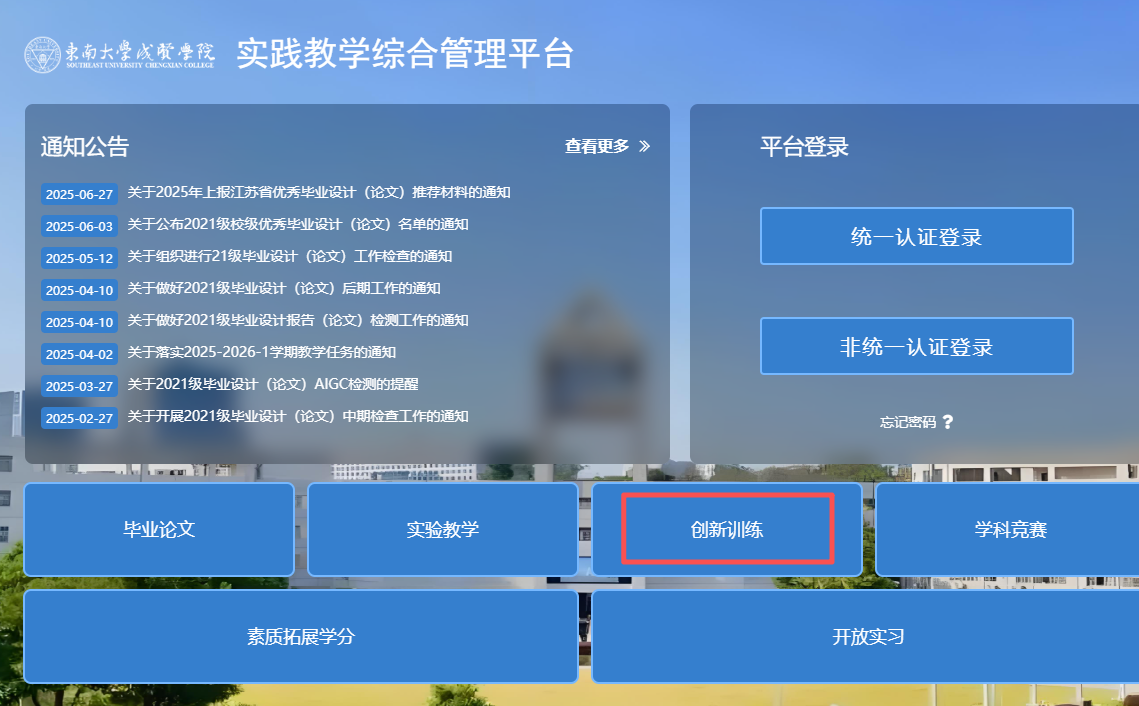 東南大學成賢學院
SOUTHEAST UNIVERSITY CHENGXIAN COLLEGE
实践教学综合管理平台
通知公告
查看更多 »
2025-06-27 关于2025年上报江苏省优秀毕业设计（论文）推荐材料的通知
2025-06-03 关于公布2021级校级优秀毕业设计（论文）名单的通知
2025-05-12 关于组织进行21级毕业设计（论文）工作检查的通知
2025-04-10 关于做好2021级毕业设计（论文）后期工作的通知
2025-04-10 关于做好2021级毕业设计报告（论文）检测工作的通知
2025-04-02 关于落实2025-2026-1学期教学任务的通知
2025-03-27 关于2021级毕业设计（论文）AIGC检测的提醒
2025-02-27 关于开展2021级毕业设计（论文）中期检查工作的通知
平台登录
统一认证登录
非统一认证登录
忘记密码 ?
毕业论文
实验教学
创新训练
学科竞赛
素质拓展学分
开放实习